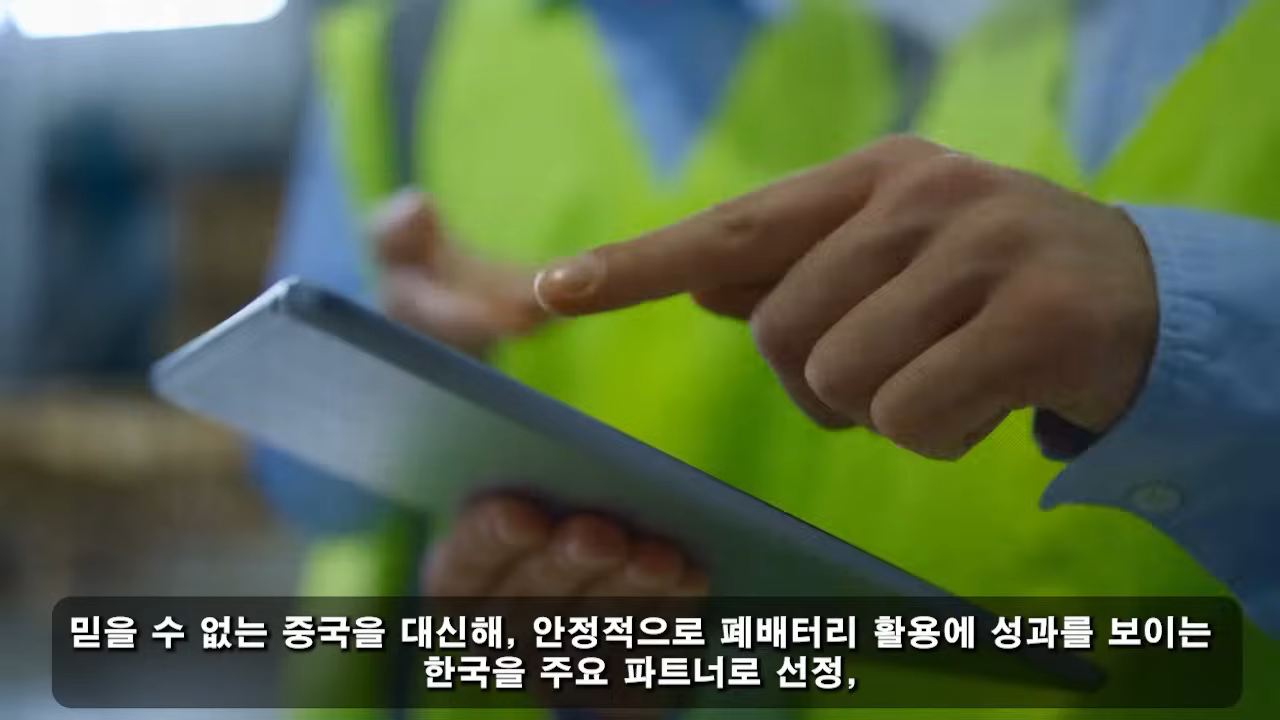 믿을 수 없는 중국을 대신해, 안정적으로 폐배터리 활용에 성과를 보이는
한국을 주요 파트너로 선정,